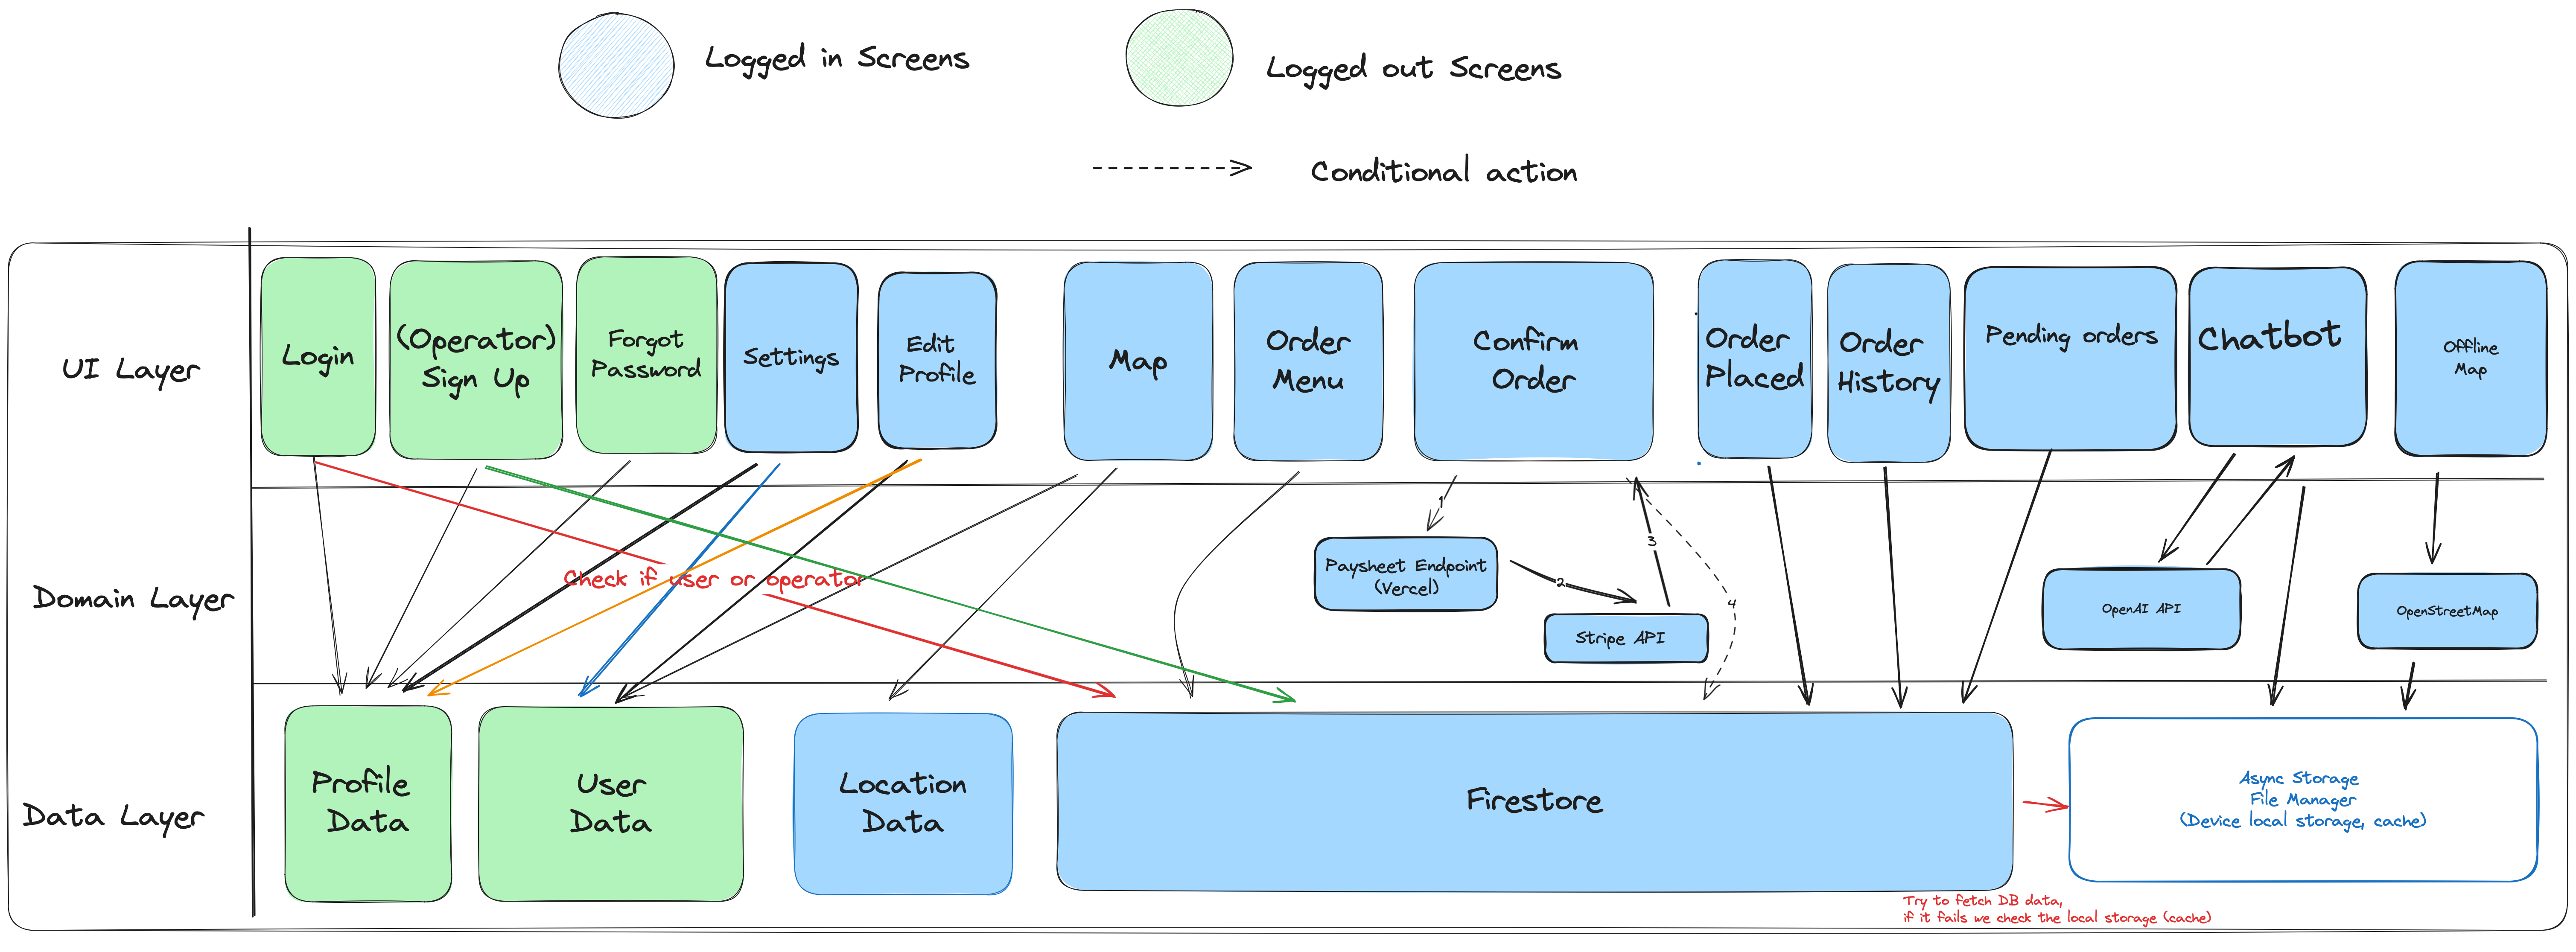 Logged in Screens
Logged out Screens
Conditional action
UI Layer
Login
(Operator)
Sign Up
Forgot
Password
Settings
Edit
Profile
Map
Order
Menu
Confirm
Order
Order
Placed
Order
History
Pending orders
Chatbot
Offline
Map
Domain Layer
Check if user or operator
1
Paysheet Endpoint
(Vercel)
2
Stripe API
3
4
OpenAI API
OpenStreetMap
Data Layer
Profile
Data
User
Data
Location
Data
Firestore
Async Storage
File Manager
(Device local storage, cache)
Try to fetch DB data,
if it fails we check the local storage (cache)